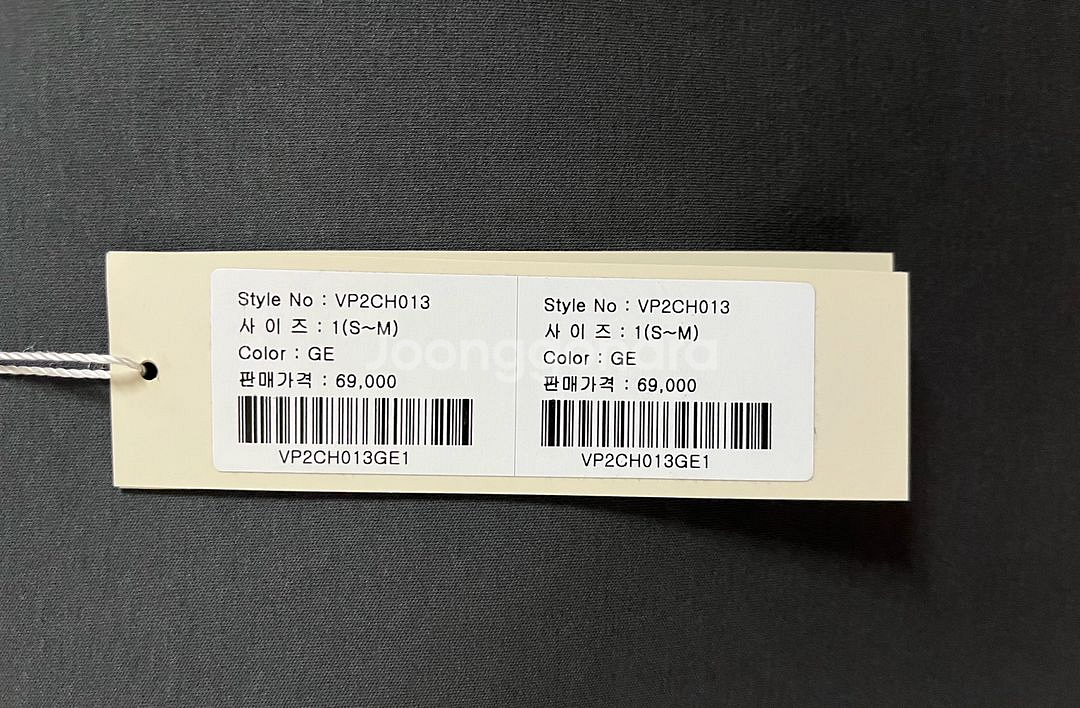 Style No : VP2CH013
사 이 즈 : 1(S~M)
Color : GE
판매가격 : 69,000
VP2CH013GE1
Style No : VP2CH013
사 이 즈 : 1(S~M)
Color : GE
판매가격 : 69,000
VP2CH013GE1
Joonggonara